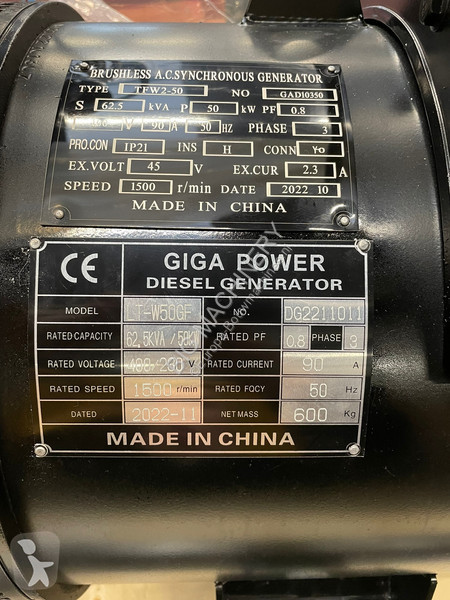 BRUSHLESS A.C.SYNCHRONOUS GENERATOR
TYPE TFW2-50 NO GAD10350
S 62.5 kVA P 50 kW PF 0.8
V 90 A 50 HZ PHASE 3
PRO.CON IP21 INS H CONN Yo
EX.VOLT 45 V EX.CUR 2.3 A
SPEED 1500 r/min DATE 2022 10
MADE IN CHINA
CE GIGA POWER
DIESEL GENERATOR
MODEL LT-W50GF NO. DG2211011
RATED CAPACITY 62,5KVA/50KW RATED PF 0.8 PHASE 3
RATED VOLTAGE 400/230 V RATED CURRENT 90 A
RATED SPEED 1500 r/min RATED FQCY 50 Hz
DATED 2022-11 NET MASS 600 Kg
MADE IN CHINA